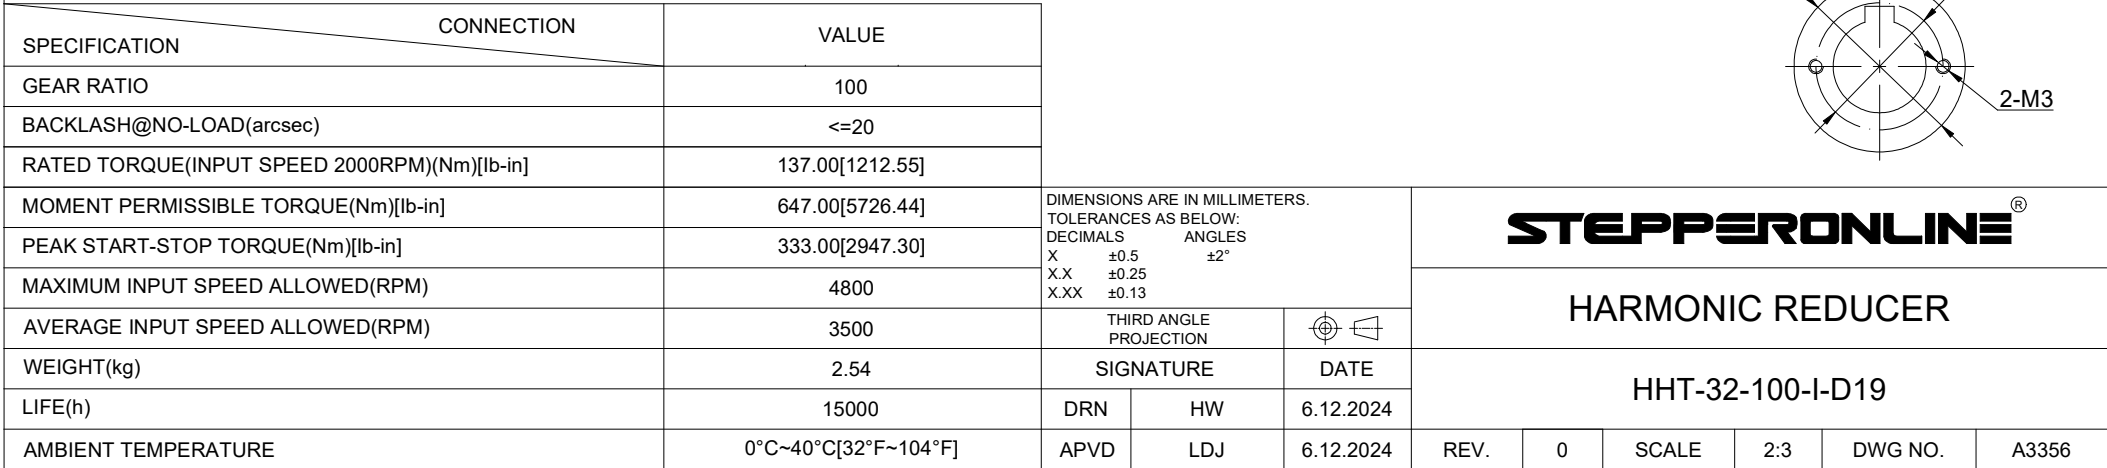 CONNECTION
SPECIFICATION
VALUE
GEAR RATIO
100
BACKLASH@NO-LOAD(arcsec)
<=20
RATED TORQUE(INPUT SPEED 2000RPM)(Nm)[lb-in]
137.00[1212.55]
MOMENT PERMISSIBLE TORQUE(Nm)[lb-in]
647.00[5726.44]
PEAK START-STOP TORQUE(Nm)[lb-in]
333.00[2947.30]
MAXIMUM INPUT SPEED ALLOWED(RPM)
4800
AVERAGE INPUT SPEED ALLOWED(RPM)
3500
WEIGHT(kg)
2.54
LIFE(h)
15000
AMBIENT TEMPERATURE
0°C~40°C[32°F~104°F]
2-M3
DIMENSIONS ARE IN MILLIMETERS.
TOLERANCES AS BELOW:
DECIMALS ANGLES
X ±0.5 ±2°
X.X ±0.25
X.XX ±0.13
THIRD ANGLE
PROJECTION
SIGNATURE DATE
DRN HW 6.12.2024
APVD LDJ 6.12.2024
STEPPERONLINE®
HARMONIC REDUCER
HHT-32-100-I-D19
REV. 0 SCALE 2:3 DWG NO. A3356